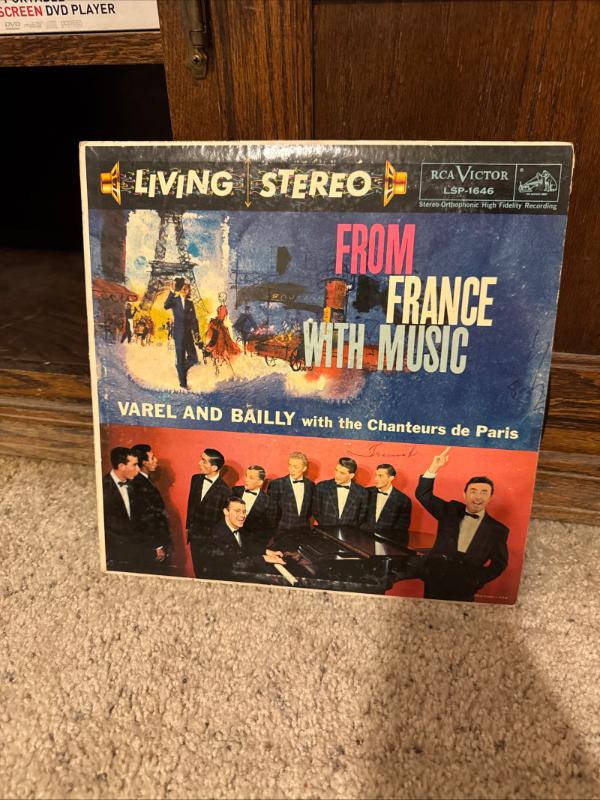 SCREEN DVD PLAYER
LIVING STEREO
RCA VICTOR
LSP-1646
Stereo-Orthophonic High Fidelity Recording
FROM
FRANCE
WITH MUSIC
VAREL AND BAILLY with the Chanteurs de Paris